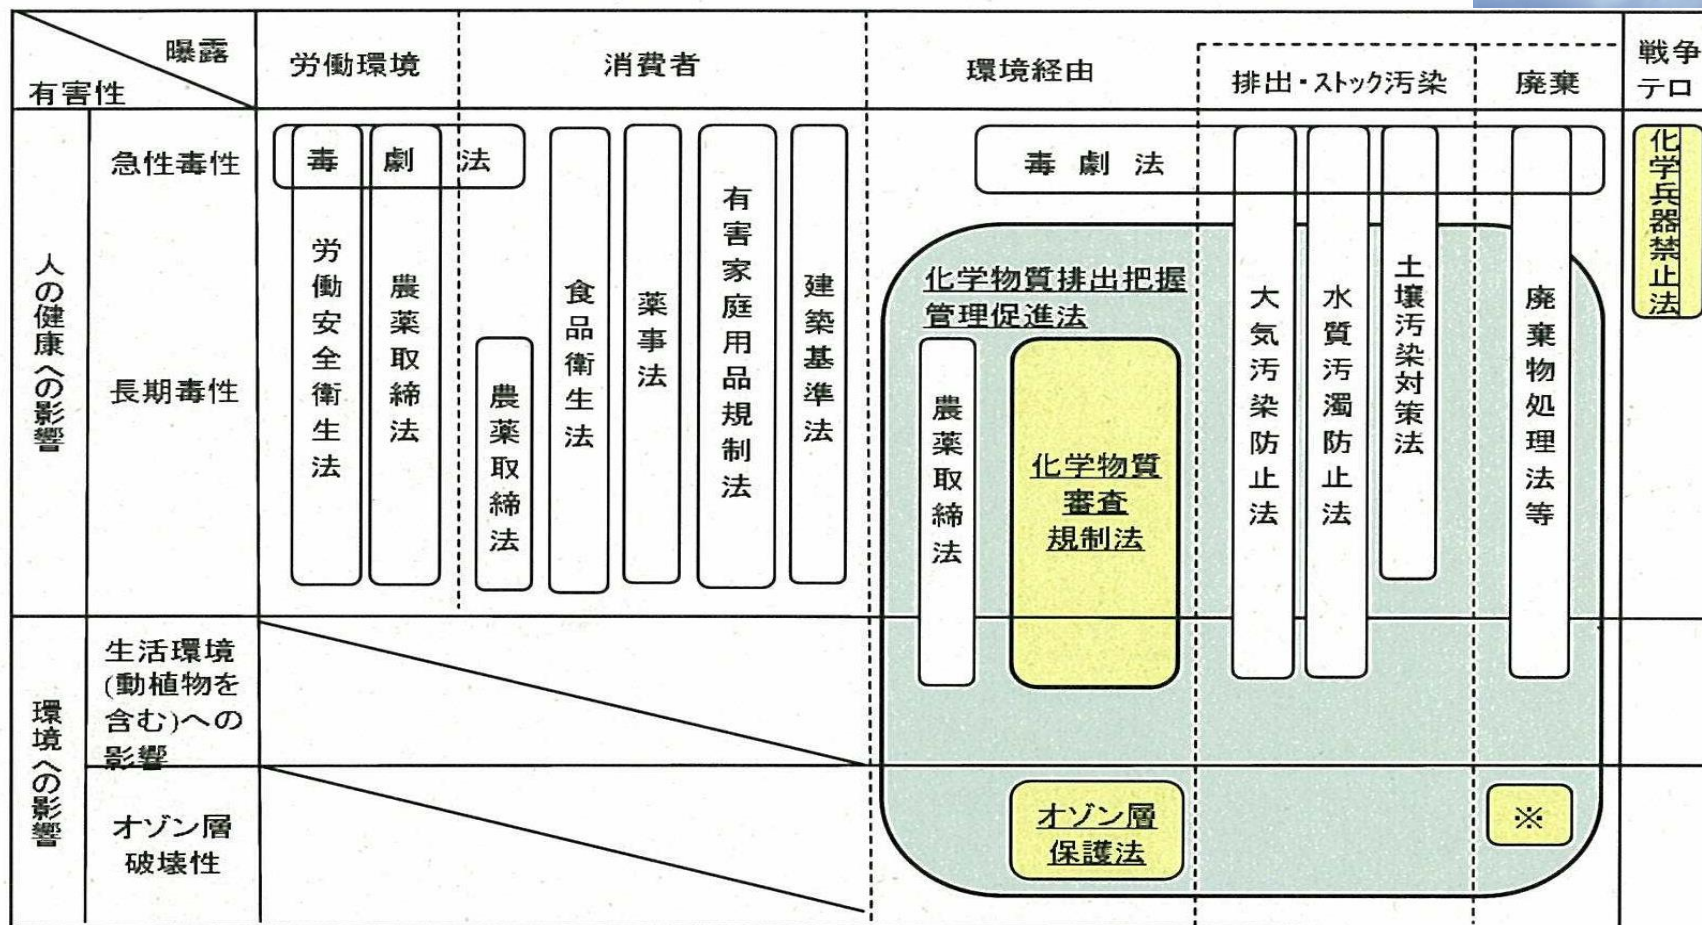 曝露
有害性
労働環境
消費者
環境経由
排出・ストック汚染
廃棄
戦争
テロ
人の健康への影響
急性毒性
長期毒性
毒劇法
労働安全衛生法
農薬取締法
農薬取締法
食品衛生法
薬事法
有害家庭用品規制法
建築基準法
毒劇法
化学物質排出把握
管理促進法
農薬取締法
化学物質
審査
規制法
大気汚染防止法
水質汚濁防止法
土壌汚染対策法
廃棄物処理法等
化学兵器禁止法
環境への影響
生活環境
(動植物を
含む)への
影響
オゾン層
破壊性
オゾン層
保護法
※